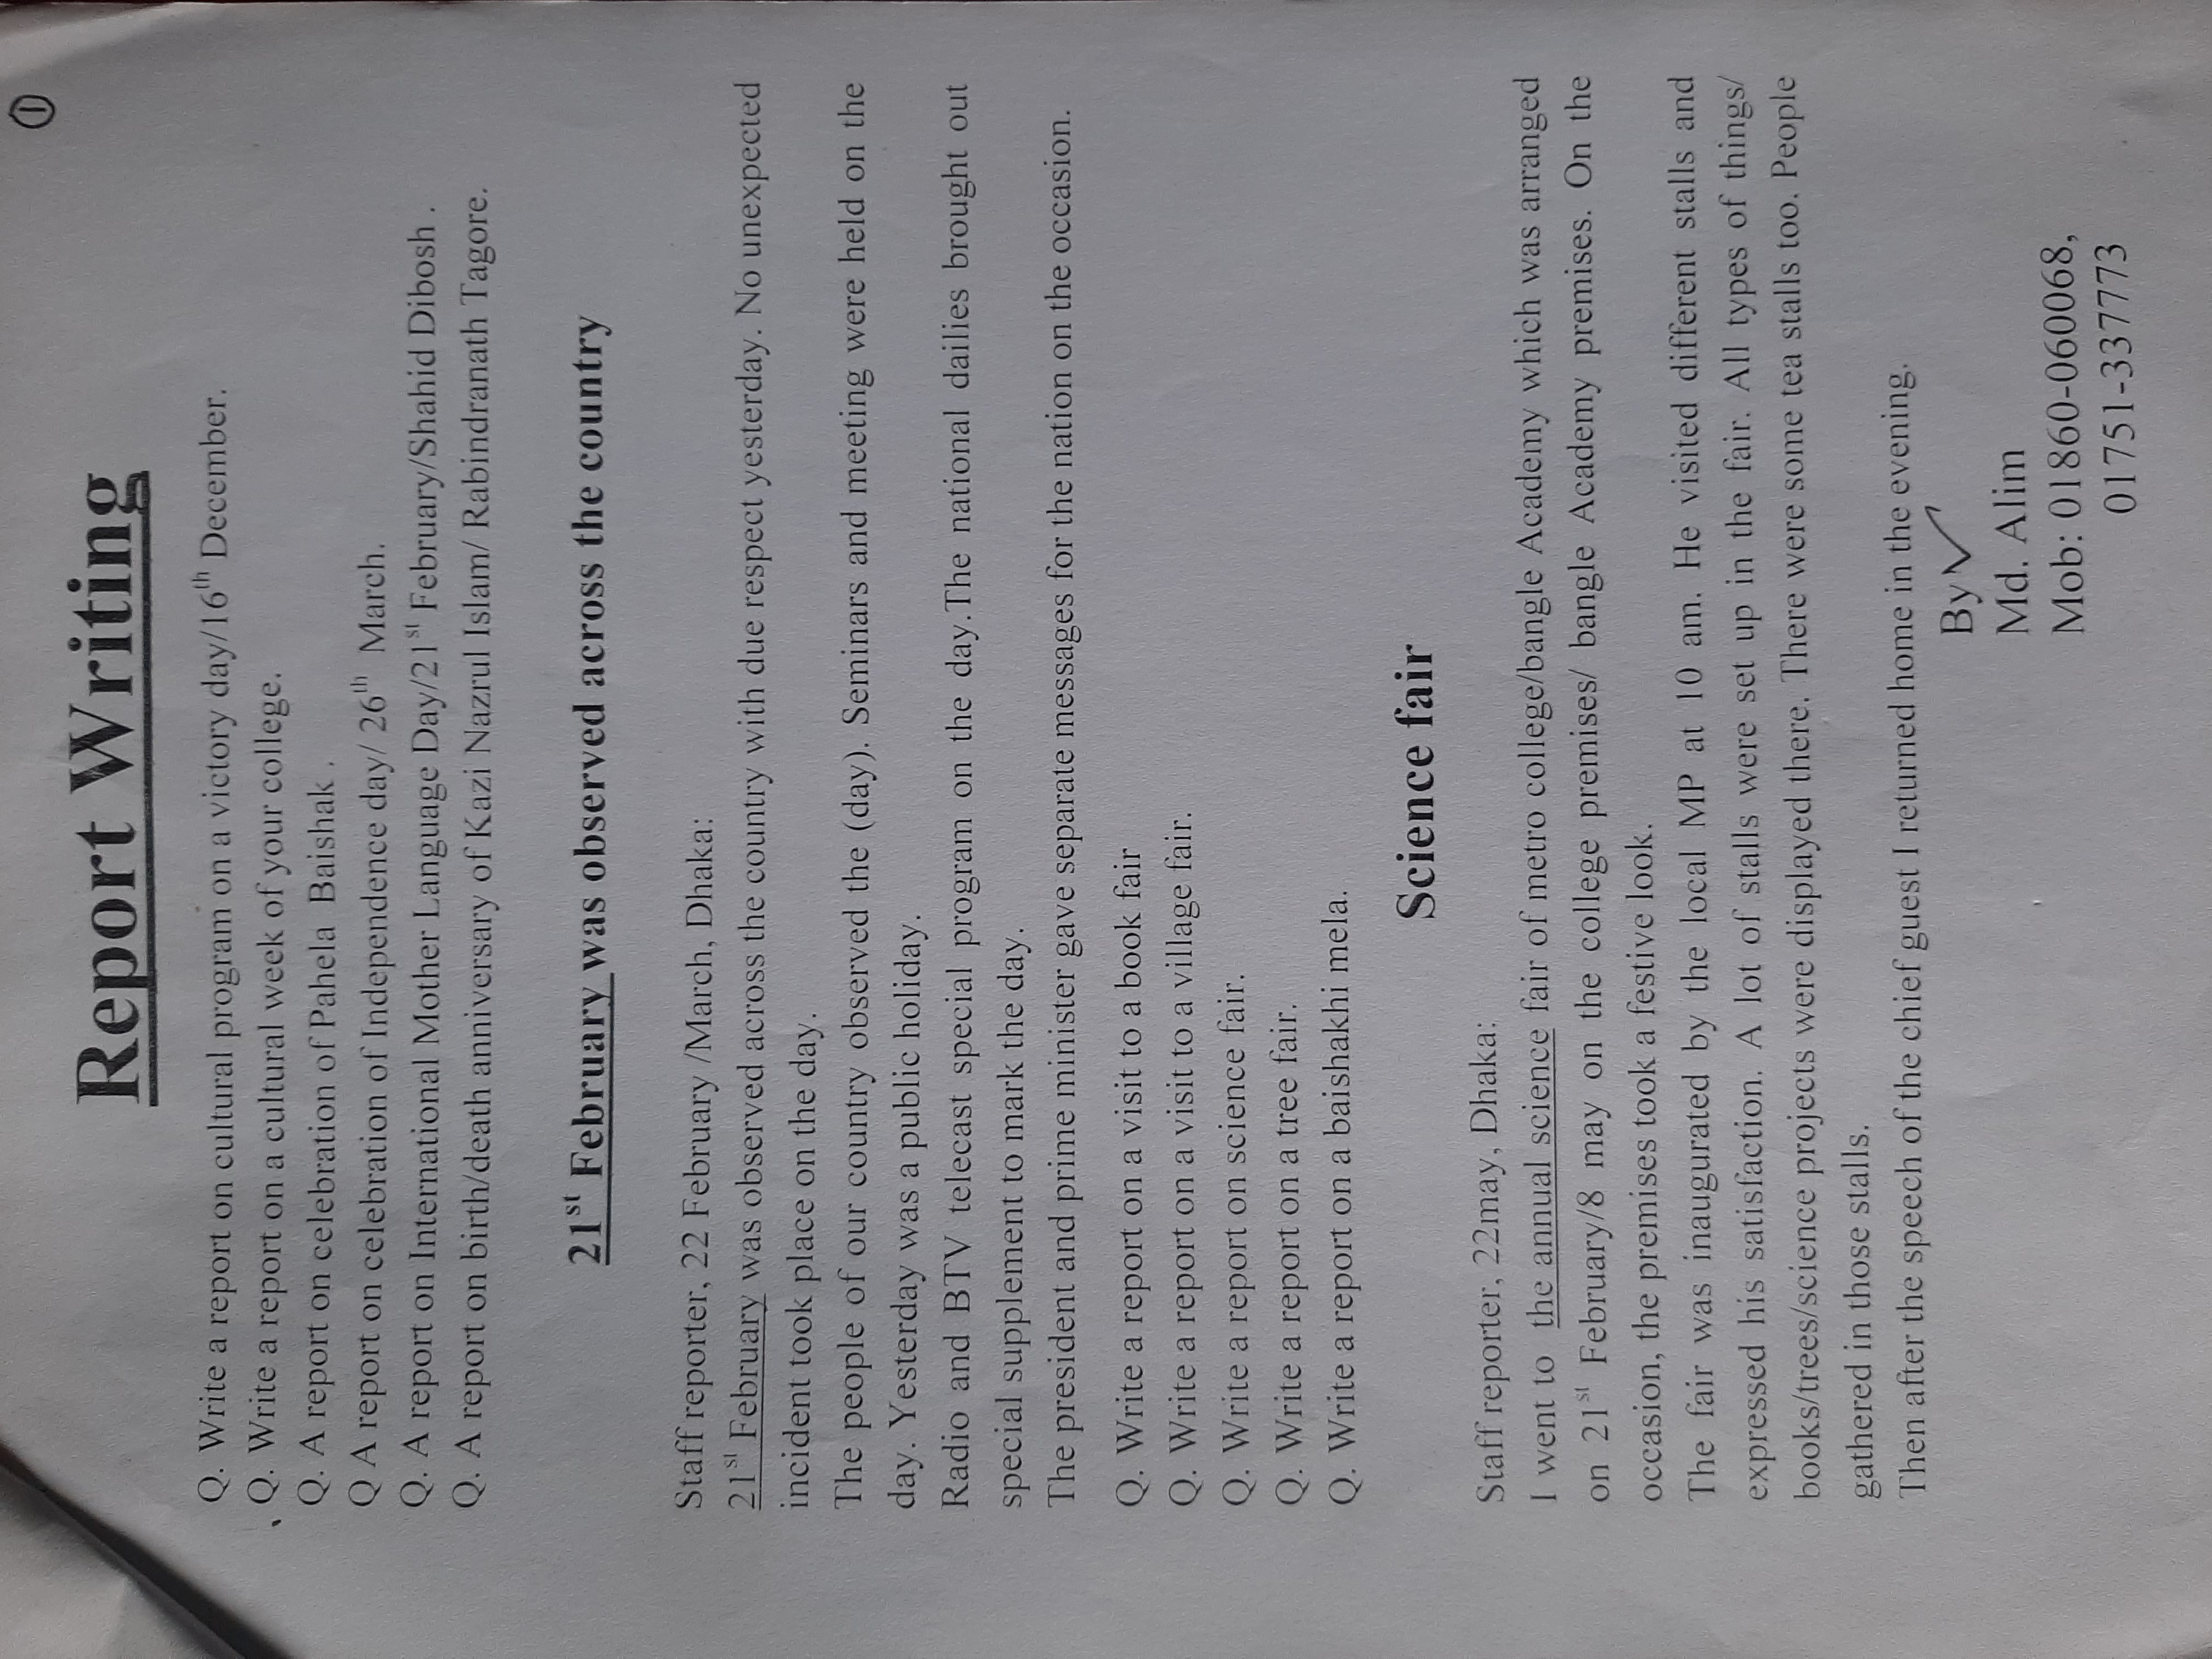 ①
Report Writing
Q. Write a report on cultural program on a victory day/16th December.
Q. Write a report on a cultural week of your college.
Q. A report on celebration of Pahela Baishak .
Q A report on celebration of Independence day/ 26th March.
Q. A report on International Mother Language Day/21st February/Shahid Dibosh .
Q. A report on birth/death anniversary of Kazi Nazrul Islam/ Rabindranath Tagore.
21st February was observed across the country
Staff reporter, 22 February /March, Dhaka:
21st February was observed across the country with due respect yesterday. No unexpected
incident took place on the day.
The people of our country observed the (day). Seminars and meeting were held on the
day. Yesterday was a public holiday.
Radio and BTV telecast special program on the day.The national dailies brought out
special supplement to mark the day.
The president and prime minister gave separate messages for the nation on the occasion.
Q. Write a report on a visit to a book fair
Q. Write a report on a visit to a village fair.
Q. Write a report on science fair.
Q. Write a report on a tree fair.
Q. Write a report on a baishakhi mela.
Science fair
Staff reporter, 22may, Dhaka:
I went to the annual science fair of metro college/bangle Academy which was arranged
on 21st February/8 may on the college premises/ bangle Academy premises. On the
occasion, the premises took a festive look.
The fair was inaugurated by the local MP at 10 am. He visited different stalls and
expressed his satisfaction. A lot of stalls were set up in the fair. All types of things/
books/trees/science projects were displayed there. There were some tea stalls too. People
gathered in those stalls.
Then after the speech of the chief guest I returned home in the evening.
By
Md. Alim
Mob: 01860-060068,
01751-337773